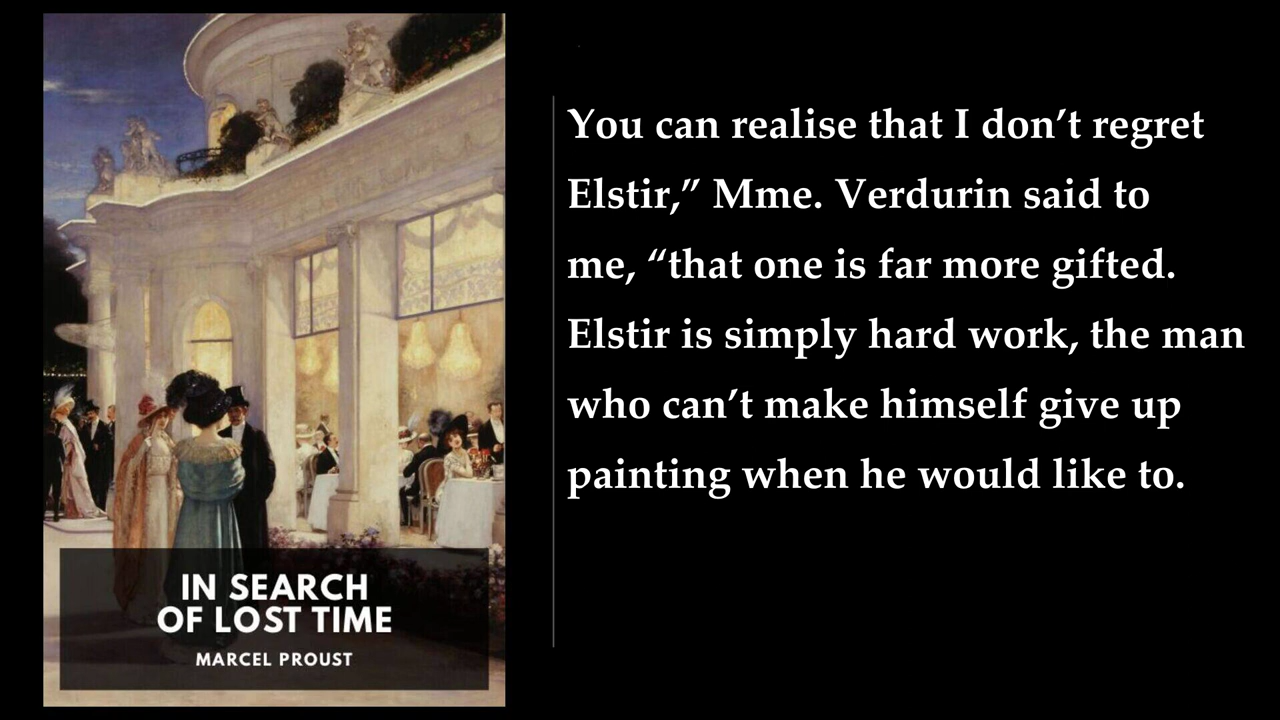 IN SEARCH
OF LOST TIME
MARCEL PROUST
You can realise that I don’t regret
Elstir,” Mme. Verdurin said to
me, “that one is far more gifted.
Elstir is simply hard work, the man
who can’t make himself give up
painting when he would like to.